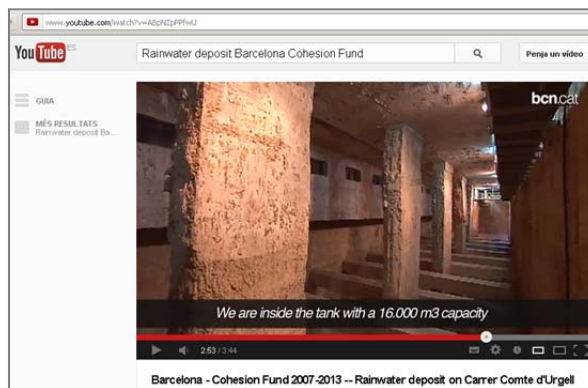 www.youtube.com/watch?v=ABpNZpPPfwU
YouTube ES
Rainwater deposit Barcelona Cohesion Fund
Penja un vídeo
GUIA
MÉS RESULTATS
Rainwater deposit Ba...
bcn.cat
We are inside the tank with a 16.000 m3 capacity
2:53 / 3:44
Barcelona - Cohesion Fund 2007-2013 -- Rainwater deposit on Carrer Comte d'Urgell